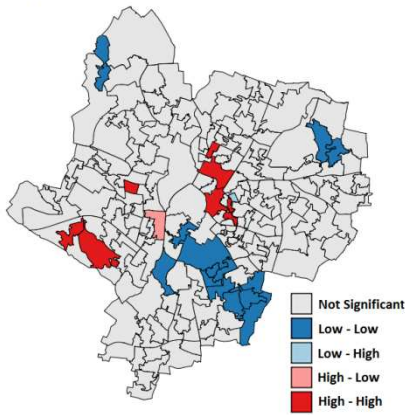 Not Significant
Low - Low
Low - High
High - Low
High - High